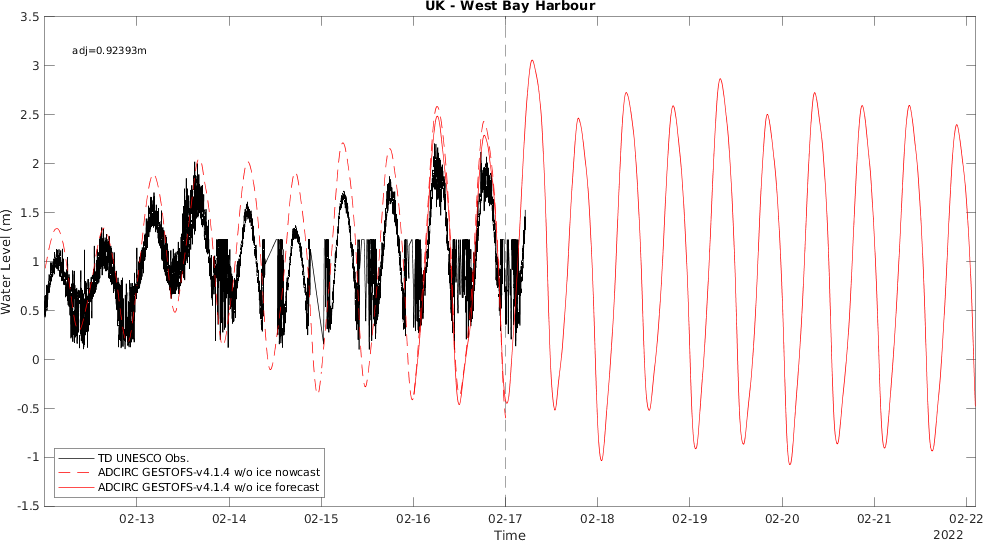 UK - West Bay Harbour
adj=0.92393m
3.5
3
2.5
2
1.5
1
0.5
0
-0.5
-1
-1.5
Water Level (m)
TD UNESCO Obs.
ADCIRC GESTOFS-v4.1.4 w/o ice nowcast
ADCIRC GESTOFS-v4.1.4 w/o ice forecast
02-13 02-14 02-15 02-16 02-17 02-18 02-19 02-20 02-21 02-22
Time
2022